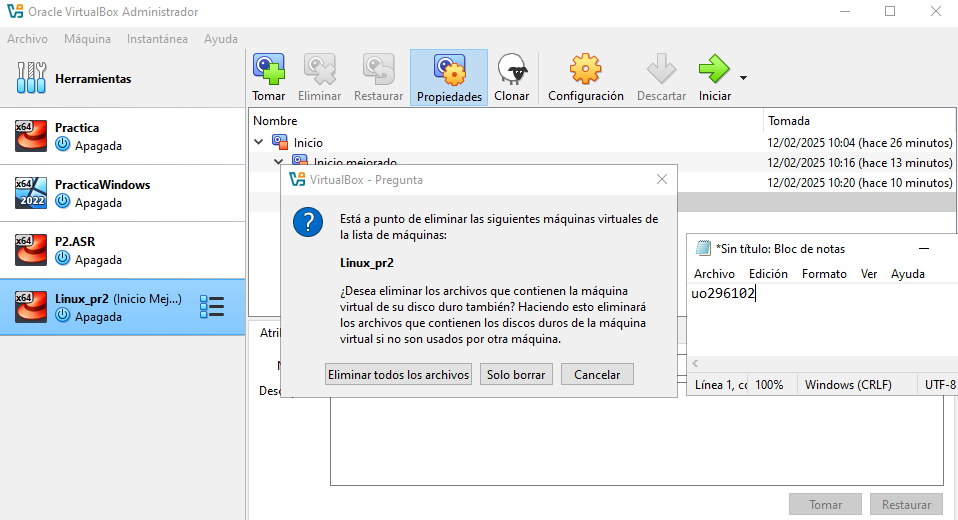 Oracle VirtualBox Administrador
Archivo Máquina Instantánea Ayuda
Herramientas
x64
Practica
Apagada
x64
2022
PracticaWindows
Apagada
x64
P2.ASR
Apagada
x64
Linux_pr2 (Inicio Mej...)
Apagada
Tomar Eliminar Restaurar Propiedades Clonar Configuración Descartar Iniciar
Nombre Tomada
Inicio 12/02/2025 10:04 (hace 26 minutos)
Inicio mejorado 12/02/2025 10:16 (hace 13 minutos)
12/02/2025 10:20 (hace 10 minutos)
VirtualBox - Pregunta
Está a punto de eliminar las siguientes máquinas virtuales de
la lista de máquinas:
Linux_pr2
¿Desea eliminar los archivos que contienen la máquina
virtual de su disco duro también? Haciendo esto eliminará
los archivos que contienen los discos duros de la máquina
virtual si no son usados por otra máquina.
Eliminar todos los archivos Solo borrar Cancelar
*Sin título: Bloc de notas
Archivo Edición Formato Ver Ayuda
uo296102
Línea 1, co 100% Windows (CRLF) UTF-8
Atri
Desc
Tomar Restaurar